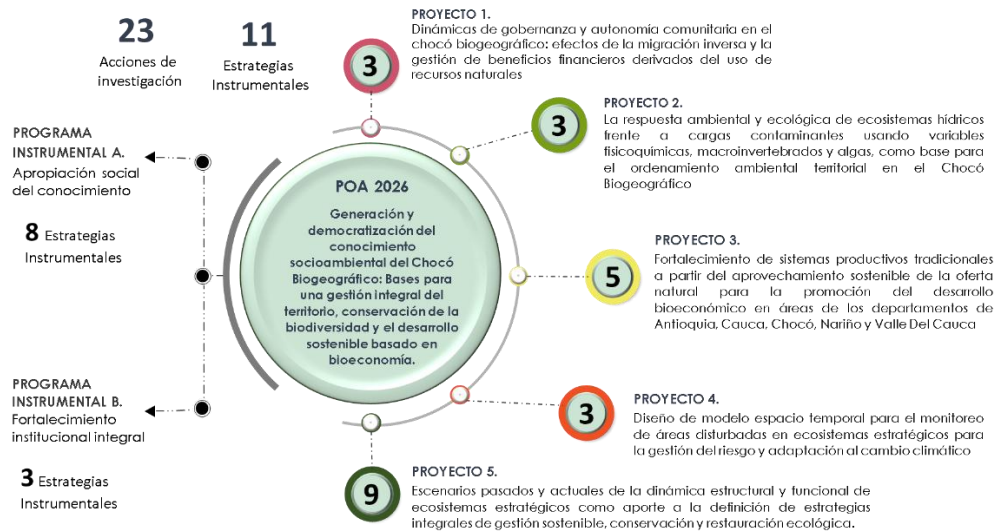 23
Acciones de
investigación
11
Estrategias
Instrumentales
PROYECTO 1.
Dinámicas de gobernanza y autonomía comunitaria en el
chocó biogeográfico: efectos de la migración inversa y la
gestión de beneficios financieros derivados del uso de
recursos naturales
3
PROYECTO 2.
La respuesta ambiental y ecológica de ecosistemas hídricos
frente a cargas contaminantes usando variables
fisicoquímicas, macroinvertebrados y algas, como base para
el ordenamiento ambiental territorial en el Chocó
Biogeográfico
3
PROGRAMA
INSTRUMENTAL A.
Apropiación social
del conocimiento
8 Estrategias
Instrumentales
POA 2026
Generación y
democratización del
conocimiento
socioambiental del Chocó
Biogeográfico: Bases para
una gestión integral del
territorio, conservación de la
biodiversidad y el desarrollo
sostenible basado en
bioeconomía.
PROYECTO 3.
Fortalecimiento de sistemas productivos tradicionales
a partir del aprovechamiento sostenible de la oferta
natural para la promoción del desarrollo
bioeconómico en áreas de los departamentos de
Antioquia, Cauca, Chocó, Nariño y Valle Del Cauca
5
PROGRAMA
INSTRUMENTAL B.
Fortalecimiento
institucional integral
3 Estrategias
Instrumentales
PROYECTO 4.
Diseño de modelo espacio temporal para el monitoreo
de áreas disturbadas en ecosistemas estratégicos para
la gestión del riesgo y adaptación al cambio climático
3
PROYECTO 5.
Escenarios pasados y actuales de la dinámica estructural y funcional de
ecosistemas estratégicos como aporte a la definición de estrategias
integrales de gestión sostenible, conservación y restauración ecológica.
9